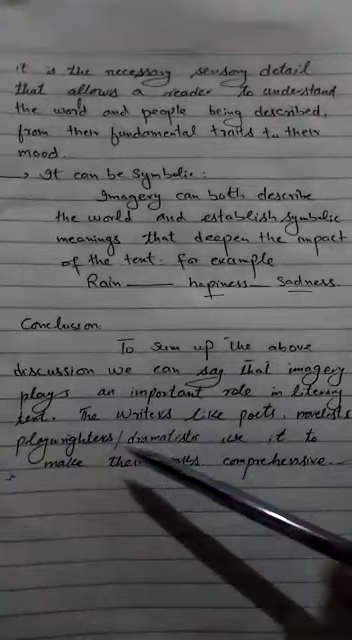 it is the necessary sensory detail
that allows a reader to understand
the word and people being described,
from their fundamental traits to their
mood.
→ It can be Symbolic:
Imagery can both describe
the world and establish symbolic
meanings that deepen the impact
of the text. for example
Rain —— hapiness — Sadness
Conclusion:
To sum up the above
discussion we can say that imagery
plays an important role in literary
text. The writers like poets, novelists
playwrighters/dramatists use it to
make their comprehensive.